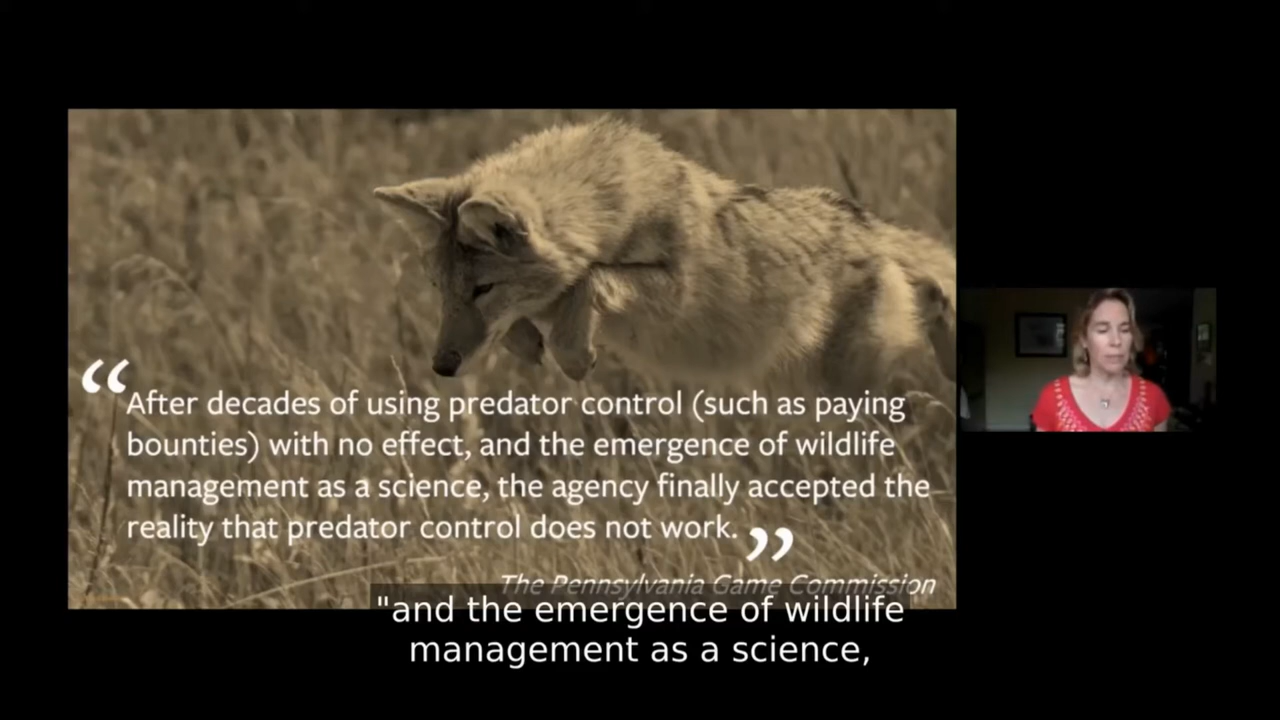 “After decades of using predator control (such as paying
bounties) with no effect, and the emergence of wildlife
management as a science, the agency finally accepted the
reality that predator control does not work.”
The Pennsylvania Game Commission
"and the emergence of wildlife
management as a science,